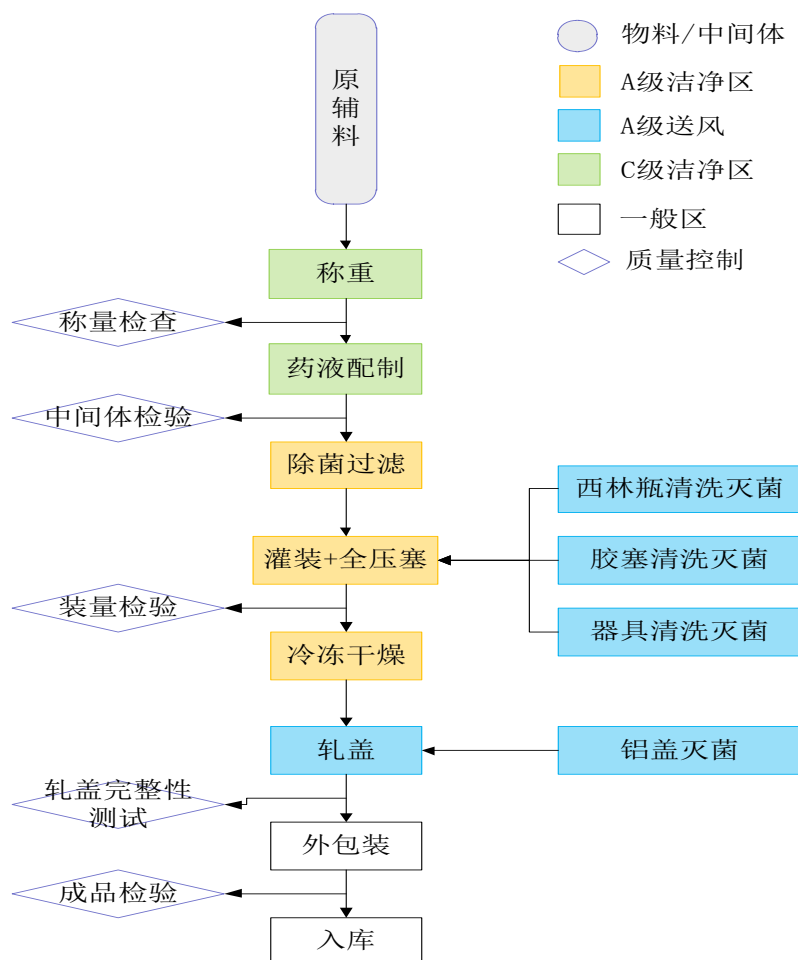 原
辅
料
物料/中间体
A级洁净区
A级送风
C级洁净区
一般区
质量控制
称重
称量检查
药液配制
中间体检验
除菌过滤
西林瓶清洗灭菌
灌装+全压塞
胶塞清洗灭菌
装量检验
器具清洗灭菌
冷冻干燥
轧盖
铝盖灭菌
轧盖完整性
测试
外包装
成品检验
入库